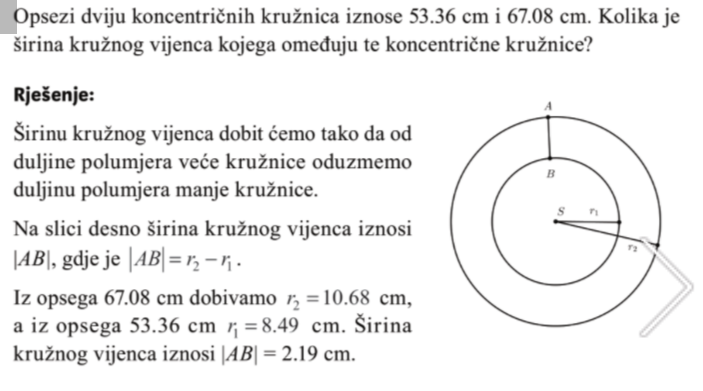 Opsezi dviju koncentričnih kružnica iznose 53.36 cm i 67.08 cm. Kolika je
širina kružnog vijenca kojega omeđuju te koncentrične kružnice?
Rješenje:
Širinu kružnog vijenca dobit ćemo tako da od
duljine polumjera veće kružnice oduzmemo
duljinu polumjera manje kružnice.
Na slici desno širina kružnog vijenca iznosi
|AB|, gdje je |AB| = r₂ − r₁.
Iz opsega 67.08 cm dobivamo r₂ = 10.68 cm,
a iz opsega 53.36 cm r₁ = 8.49 cm. Širina
kružnog vijenca iznosi |AB| = 2.19 cm.
A
B
S r₁
r₂